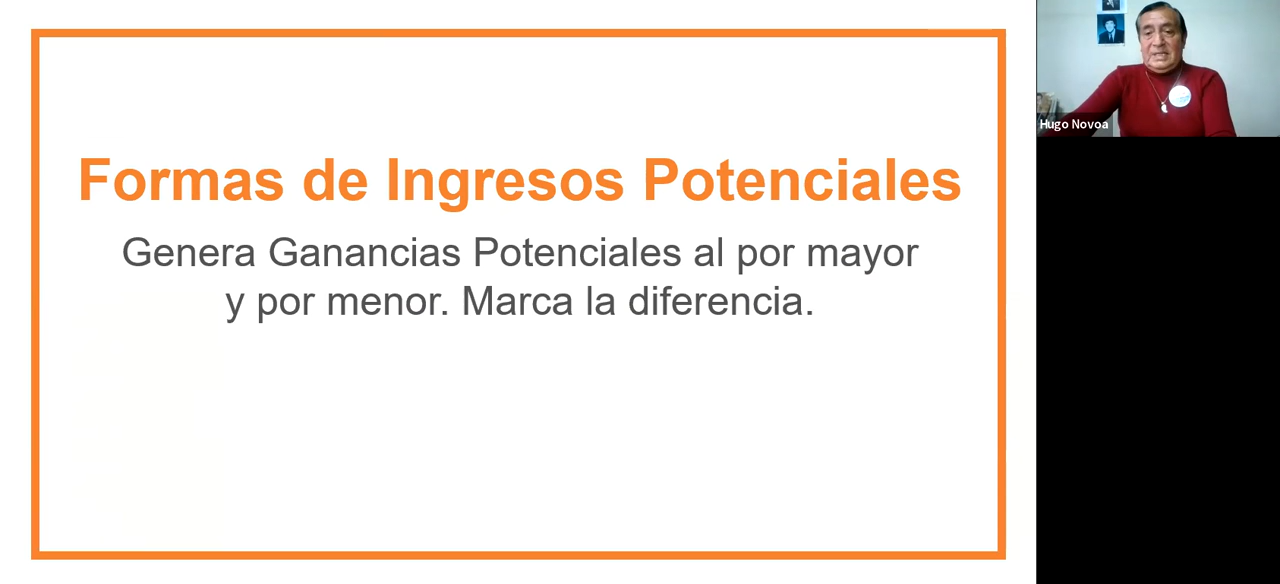 Formas de Ingresos Potenciales
Genera Ganancias Potenciales al por mayor
y por menor. Marca la diferencia.
Hugo Novoa